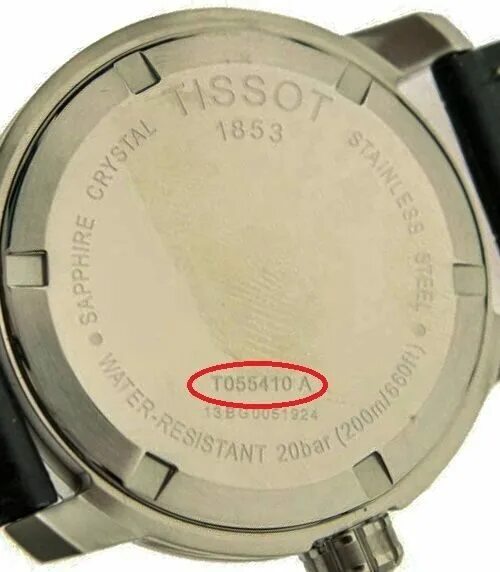 TISSOT
1853
SAPPHIRE CRYSTAL
STAINLESS STEEL
T055410 A
13BG0051924
WATER-RESISTANT 20bar (200m/660ft)